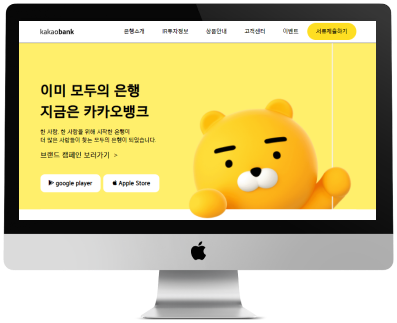 kakaobank 은행소개 IR투자정보 상품안내 고객센터 이벤트 서류제출하기
이미 모두의 은행
지금은 카카오뱅크
한 사람, 한 사람을 위해 시작한 은행이
더 많은 사람들이 찾는 모두의 은행이 되었습니다.
브랜드 캠페인 보러가기 >
google player Apple Store